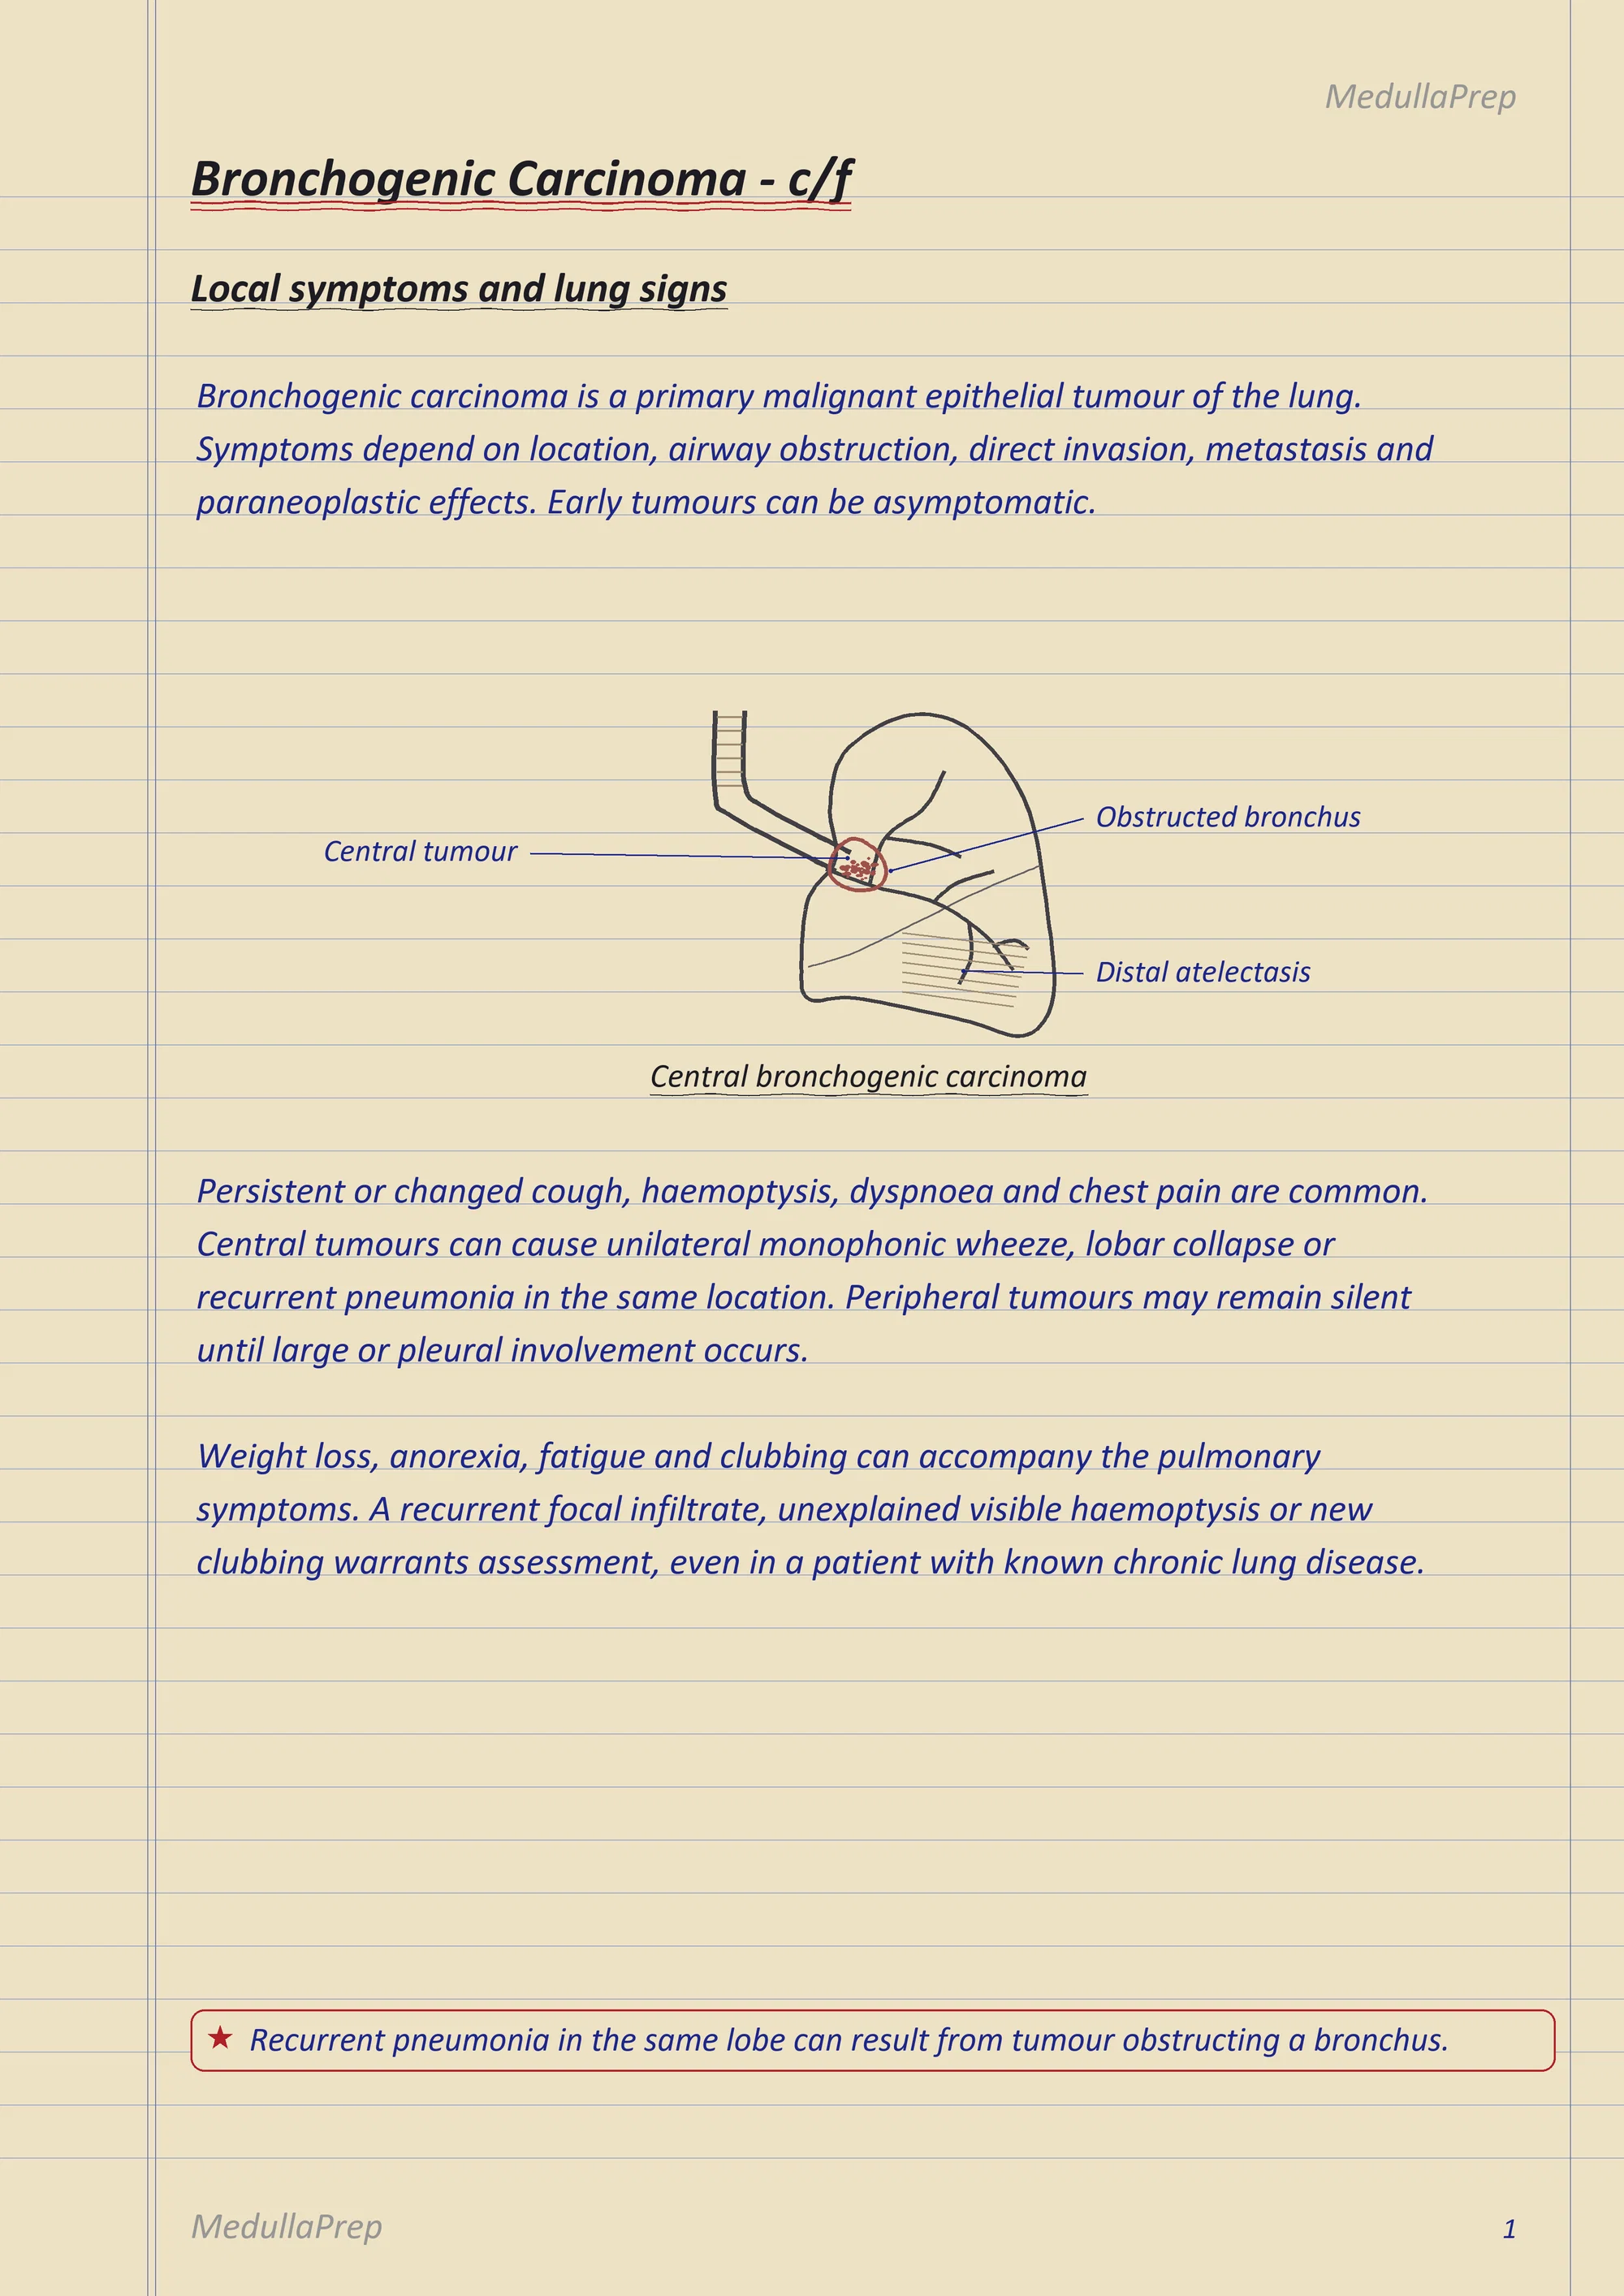 MedullaPrep
Bronchogenic Carcinoma - c/f
Local symptoms and lung signs
Bronchogenic carcinoma is a primary malignant epithelial tumour of the lung.
Symptoms depend on location, airway obstruction, direct invasion, metastasis and
paraneoplastic effects. Early tumours can be asymptomatic.
Obstructed bronchus
Central tumour
Distal atelectasis
Central bronchogenic carcinoma
Persistent or changed cough, haemoptysis, dyspnoea and chest pain are common.
Central tumours can cause unilateral monophonic wheeze, lobar collapse or
recurrent pneumonia in the same location. Peripheral tumours may remain silent
until large or pleural involvement occurs.
Weight loss, anorexia, fatigue and clubbing can accompany the pulmonary
symptoms. A recurrent focal infiltrate, unexplained visible haemoptysis or new
clubbing warrants assessment, even in a patient with known chronic lung disease.
★ Recurrent pneumonia in the same lobe can result from tumour obstructing a bronchus.
MedullaPrep
1